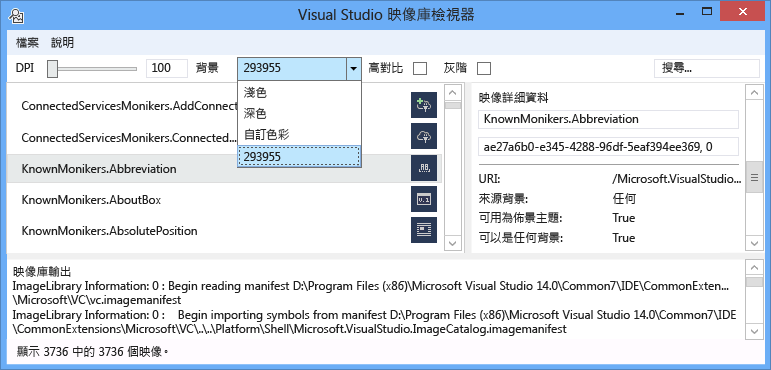 Visual Studio 映像庫檢視器
檔案 說明
DPI 100 背景 293955 高對比 灰階 搜尋...
淺色
深色
自訂色彩
293955
ConnectedServicesMonikers.AddConnect
ConnectedServicesMonikers.Connected...
KnownMonikers.Abbreviation
KnownMonikers.AboutBox
KnownMonikers.AbsolutePosition
映像詳細資料
KnownMonikers.Abbreviation
ae27a6b0-e345-4288-96df-5eaf394ee369, 0
URI: /Microsoft.VisualStudio...
來源背景: 任何
可用為佈景主題: True
可以是任何背景: True
映像庫輸出
ImageLibrary Information: 0 : Begin reading manifest D:\Program Files (x86)\Microsoft Visual Studio 14.0\Common7\IDE\CommonExten...
\Microsoft\VC\vc.imagemanifest
ImageLibrary Information: 0 : Begin importing symbols from manifest D:\Program Files (x86)\Microsoft Visual Studio 14.0\Common7\IDE
\CommonExtensions\Microsoft\VC\..\..\Platform\Shell\Microsoft.VisualStudio.ImageCatalog.imagemanifest
顯示 3736 中的 3736 個映像。